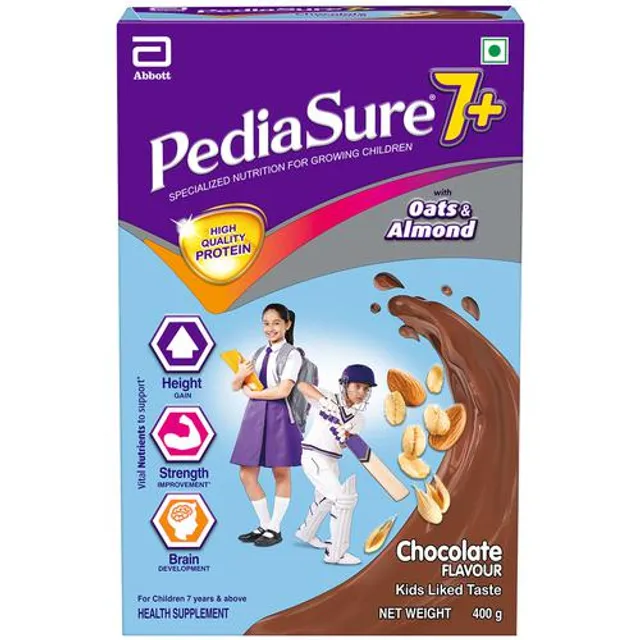 Abbott
PediaSure® 7+
SPECIALIZED NUTRITION FOR GROWING CHILDREN
with
Oats &
Almond
HIGH
QUALITY
PROTEIN
Vital Nutrients to support*
Height
GAIN
Strength
IMPROVEMENT^
Brain
DEVELOPMENT
Chocolate
FLAVOUR
Kids Liked Taste
For Children 7 years & above
HEALTH SUPPLEMENT
NET WEIGHT 400 g